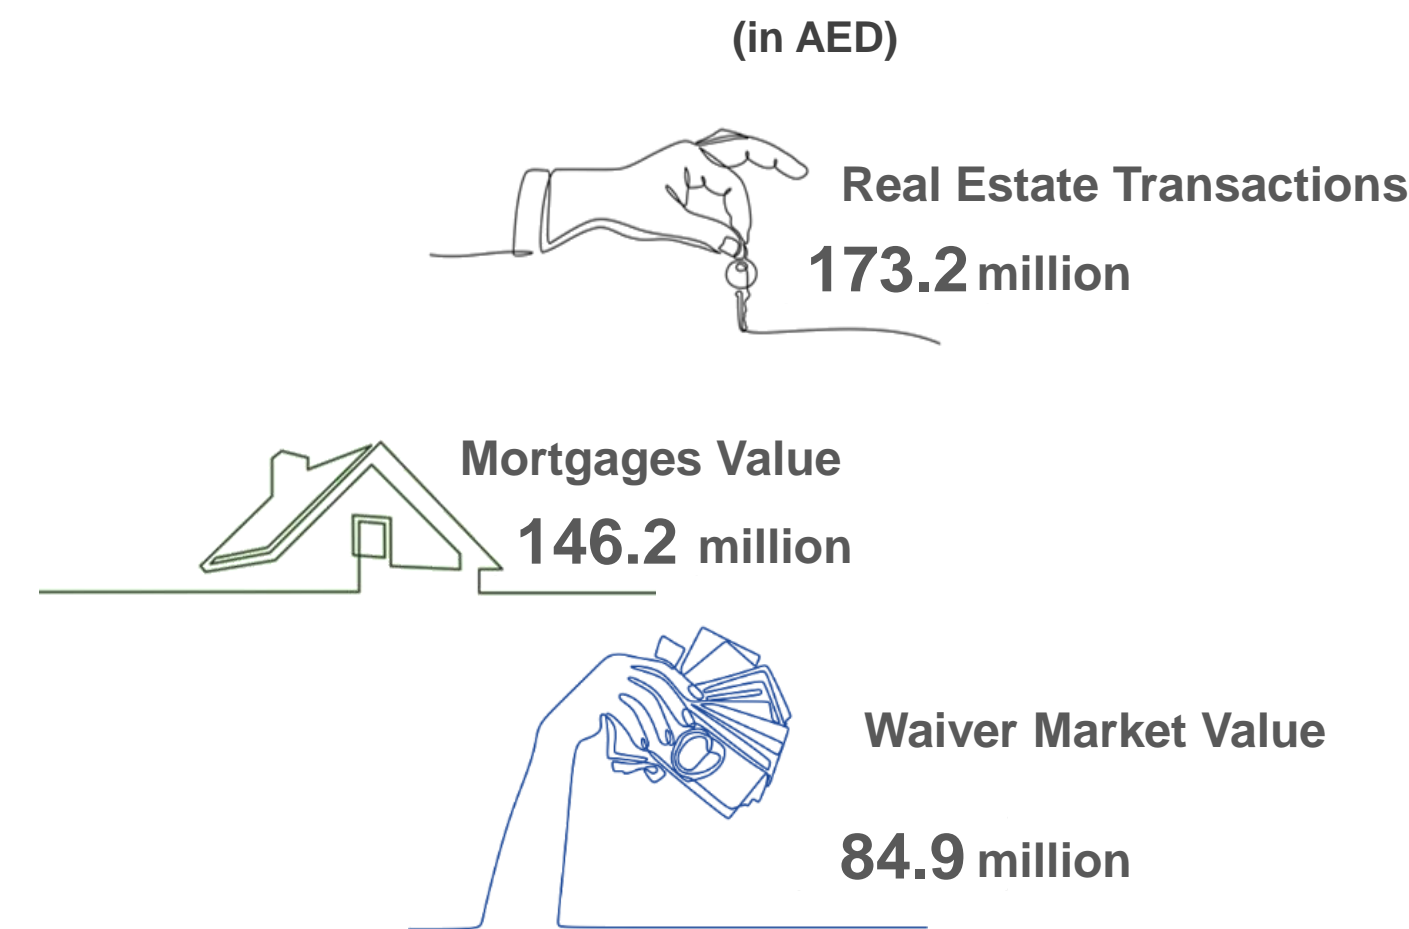 (in AED)
Real Estate Transactions
173.2 million
Mortgages Value
146.2 million
Waiver Market Value
84.9 million